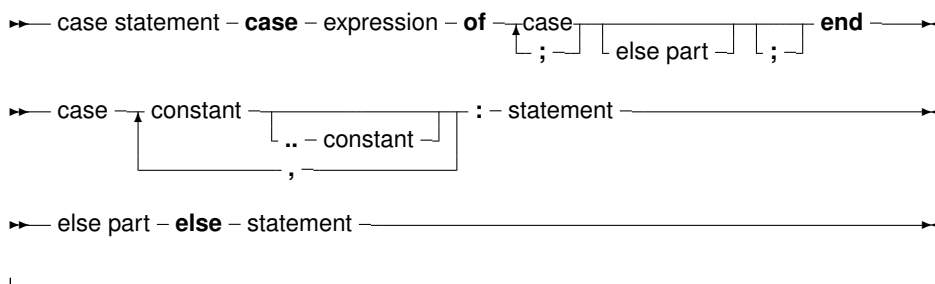 case statement case expression of case end
; else part ;
case constant : statement
.. constant
,
else part else statement